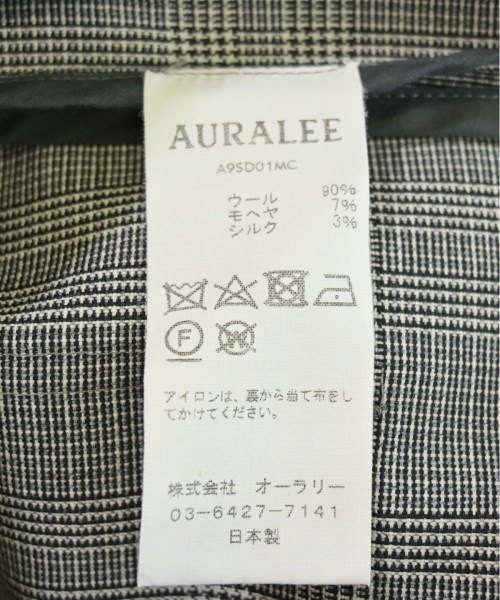 AURALEE
A9SD01MC
ウール 90%
モヘヤ 7%
シルク 3%
F
W
アイロンは、裏から当て布をし
てかけてください。
株式会社 オーラリー
03-6427-7141
日本製